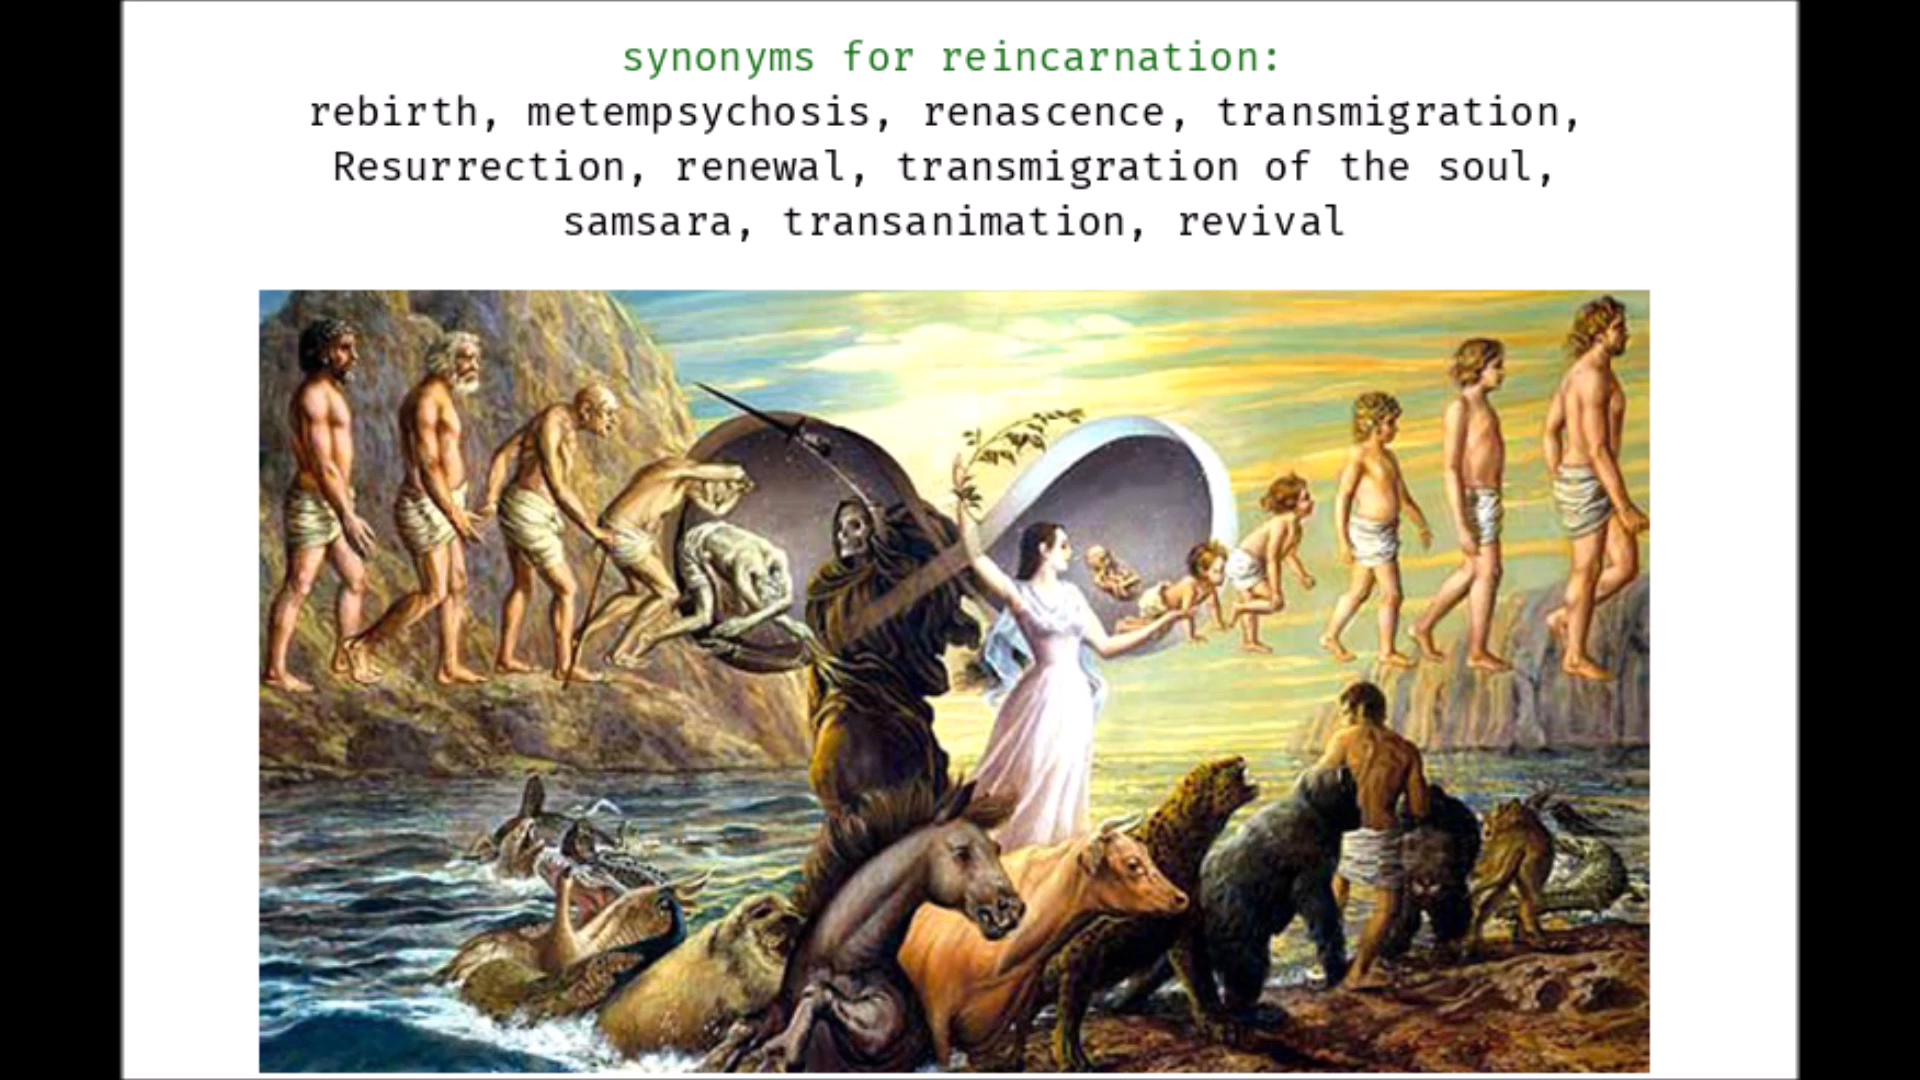 synonyms for reincarnation:
rebirth, metempsychosis, renascence, transmigration,
Resurrection, renewal, transmigration of the soul,
samsara, transanimation, revival